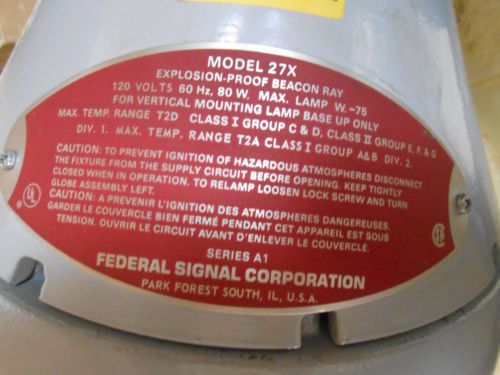 MODEL 27X
EXPLOSION-PROOF BEACON RAY
120 VOLTS 60 Hz, 80 W. MAX. LAMP W.-75
FOR VERTICAL MOUNTING LAMP BASE UP ONLY
MAX. TEMP. RANGE T2D CLASS I GROUP C & D, CLASS II GROUP E, F, & G
DIV. 1. MAX. TEMP. RANGE T2A CLASS I GROUP A&B DIV. 2.
CAUTION: TO PREVENT IGNITION OF HAZARDOUS ATMOSPHERES DISCONNECT
THE FIXTURE FROM THE SUPPLY CIRCUIT BEFORE OPENING. KEEP TIGHTLY
CLOSED WHEN IN OPERATION. TO RELAMP LOOSEN LOCK SCREW AND TURN
GLOBE ASSEMBLY LEFT.
CAUTION: A PREVENIR L'IGNITION DES ATMOSPHERES DANGEREUSES.
GARDER LE COUVERCLE BIEN FERMÉ PENDANT CET APPAREIL EST SOUS
TENSION. OUVRIR LE CIRCUIT AVANT D'ENLEVER LE COUVERCLE.
UL
®
SERIES A1
FEDERAL SIGNAL CORPORATION
PARK FOREST SOUTH, IL, U.S.A.